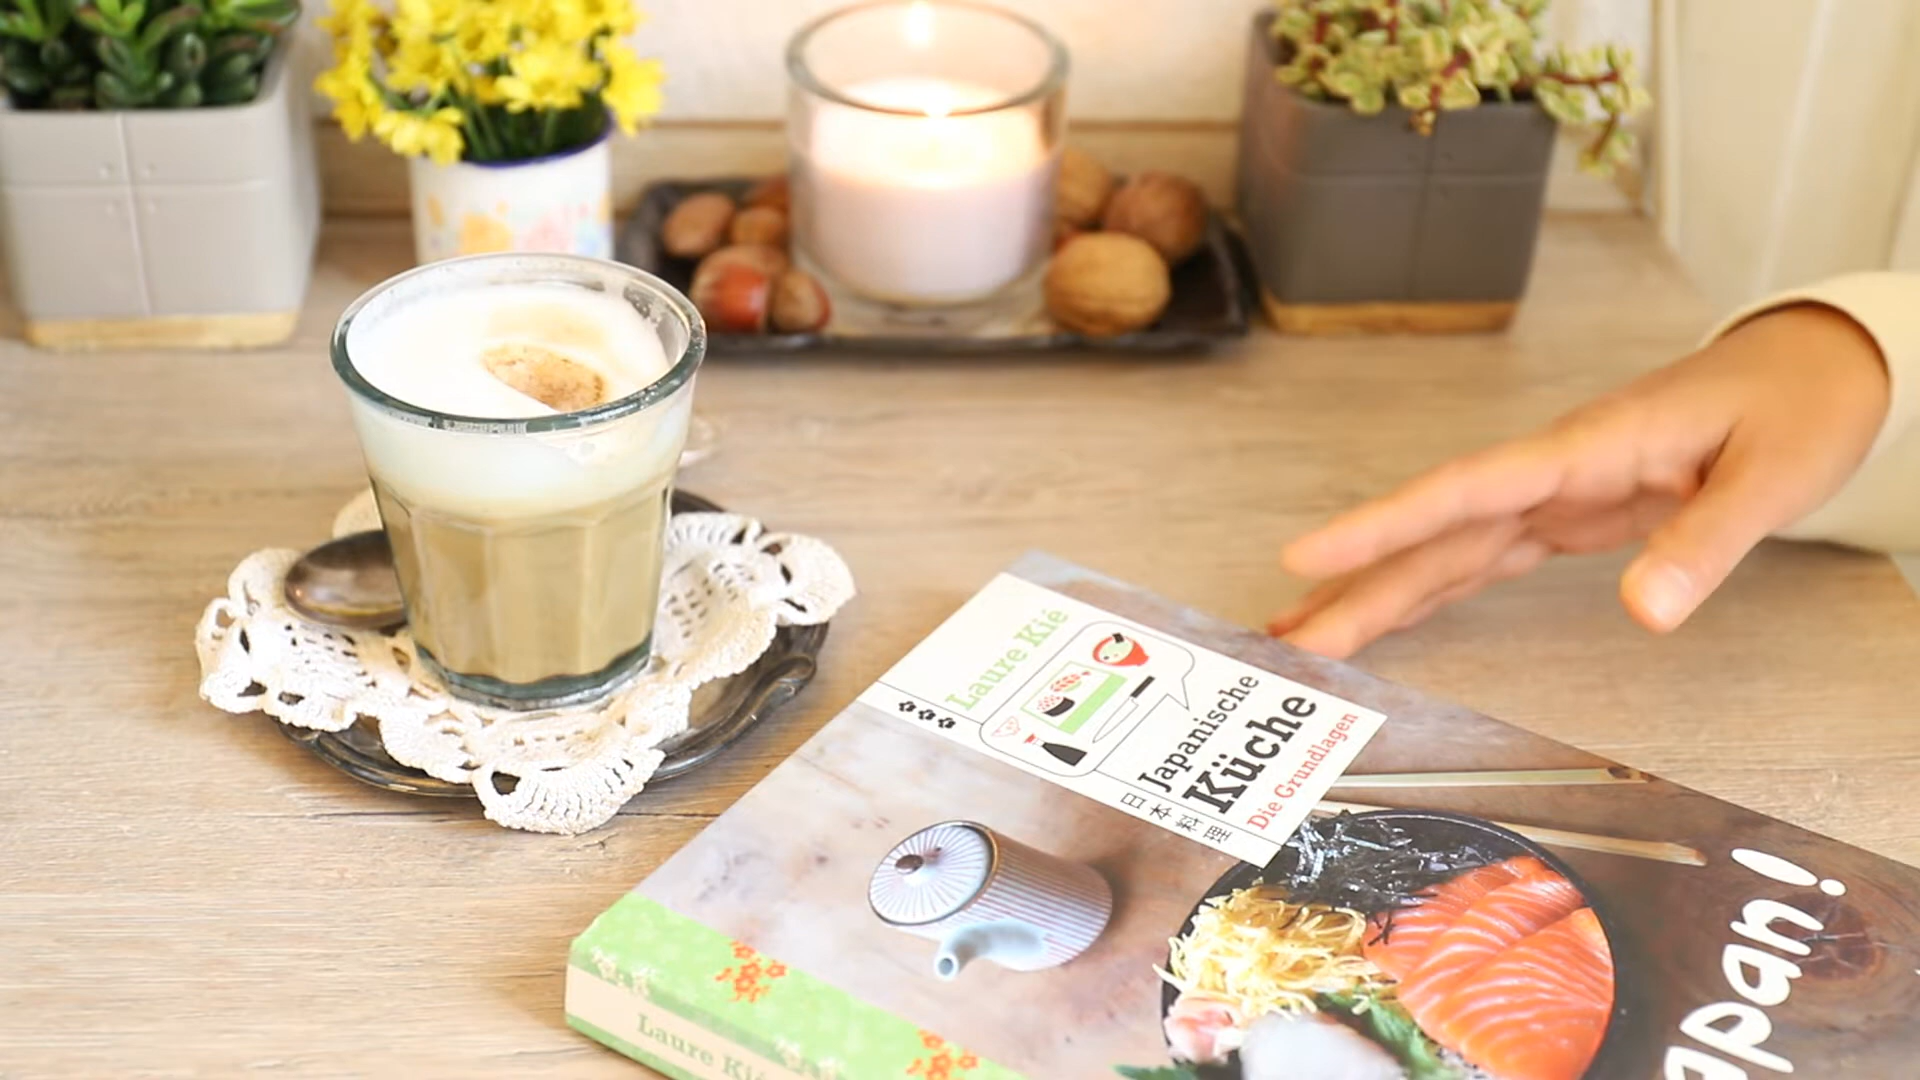 Laure Kié
Japanische
Küche
Die Grundlagen
日本
料理
apan!
Laure Kié